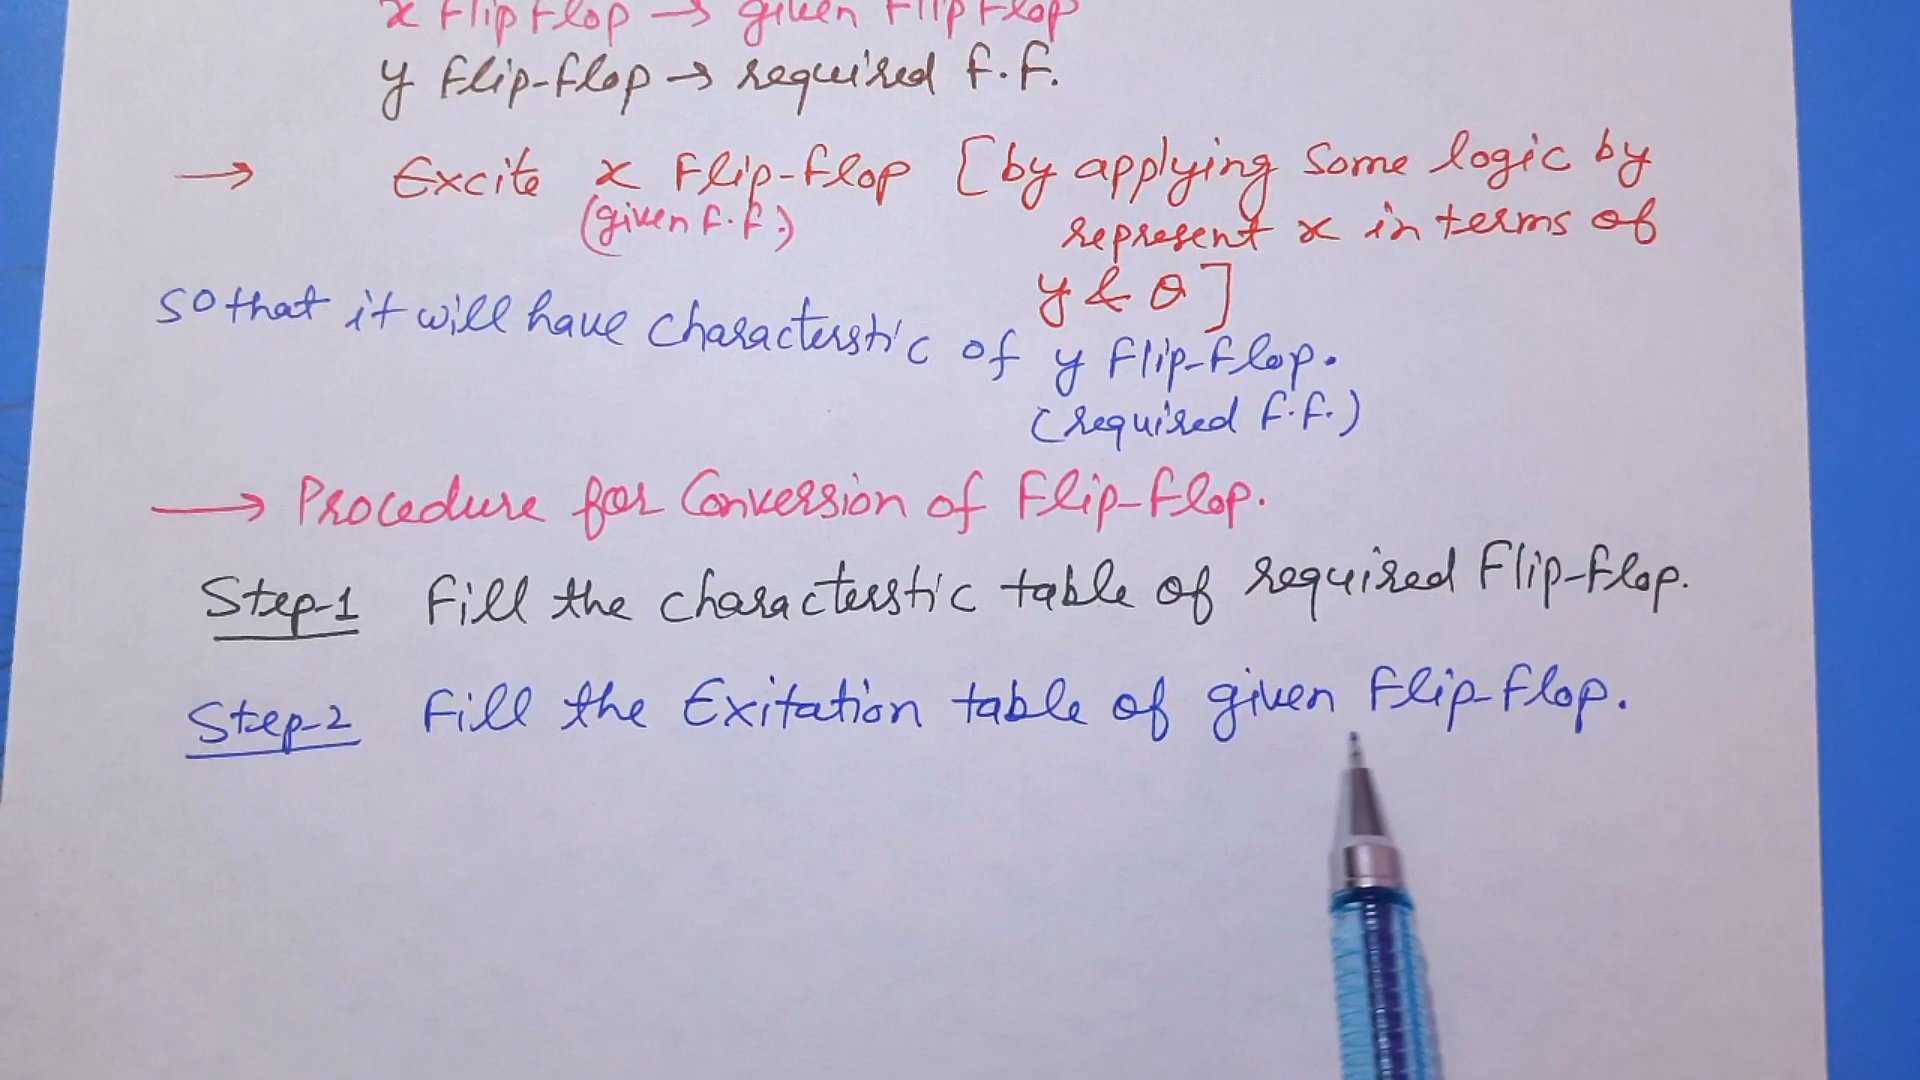 x Flip Flop → given Flip Flop
y Flip-Flop → required F.F.
→ Excite x Flip-Flop [by applying Some logic by
(given F.F.) represent x in terms of
y & Q]
so that it will have characterstic of y Flip-Flop.
(required F.F.)
→ Procedure for Conversion of Flip-Flop.
Step-1 Fill the characterstic table of required Flip-Flop.
Step-2 Fill the Exitation table of given Flip-Flop.